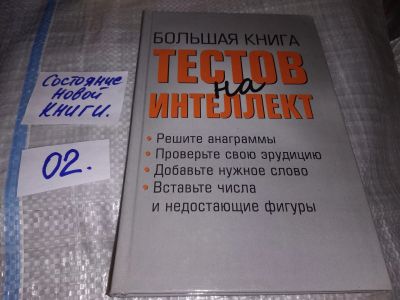 Состояние
новой
книги.
02.
БОЛЬШАЯ КНИГА
ТЕСТОВ
на
ИНТЕЛЛЕКТ
• Решите анаграммы
• Проверьте свою эрудицию
• Добавьте нужное слово
• Вставьте числа
и недостающие фигуры